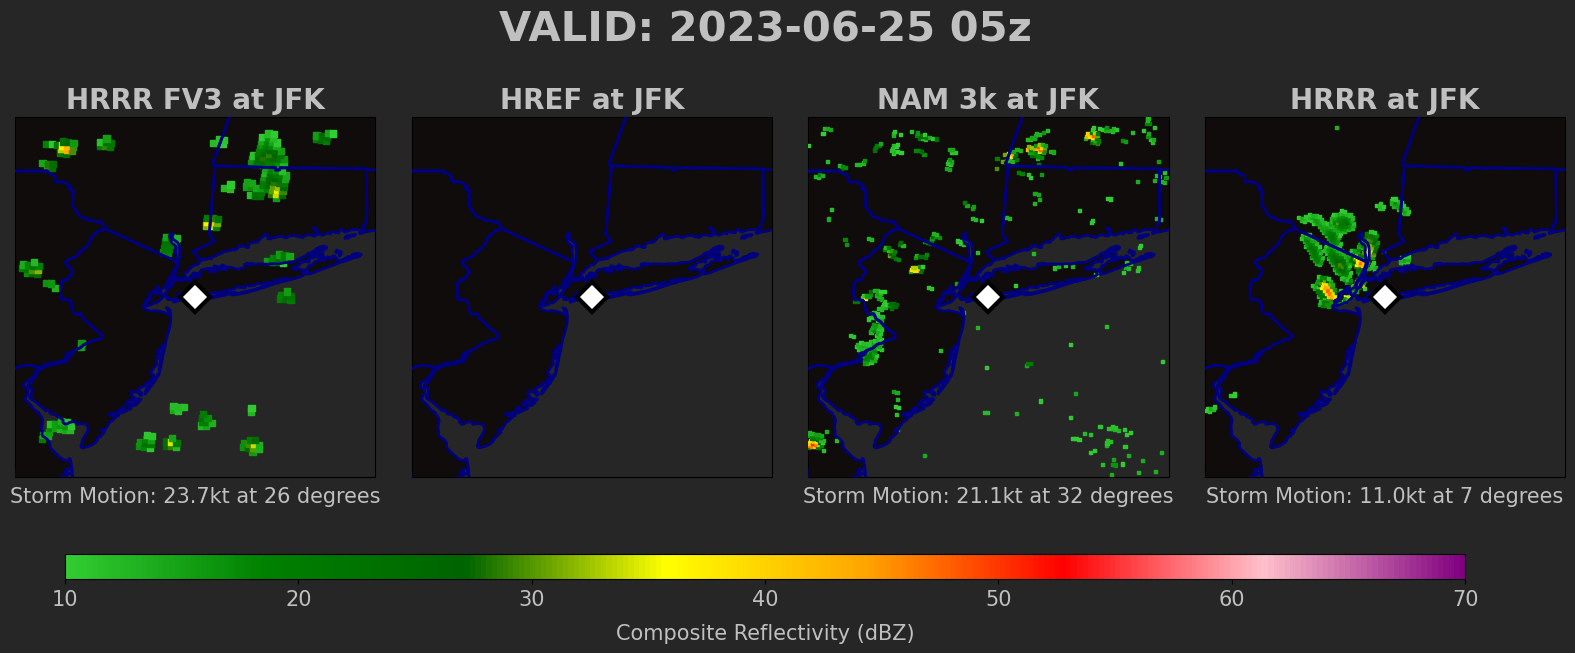 VALID: 2023-06-25 05z
HRRR FV3 at JFK
HREF at JFK
NAM 3k at JFK
HRRR at JFK
Storm Motion: 23.7kt at 26 degrees
Storm Motion: 21.1kt at 32 degrees
Storm Motion: 11.0kt at 7 degrees
10 20 30 40 50 60 70
Composite Reflectivity (dBZ)